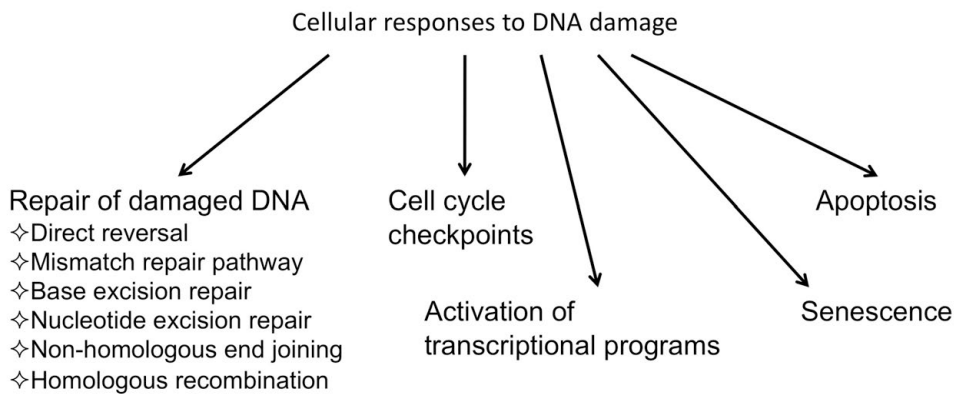 Cellular responses to DNA damage
Repair of damaged DNA
✧Direct reversal
✧Mismatch repair pathway
✧Base excision repair
✧Nucleotide excision repair
✧Non-homologous end joining
✧Homologous recombination
Cell cycle
checkpoints
Activation of
transcriptional programs
Senescence
Apoptosis